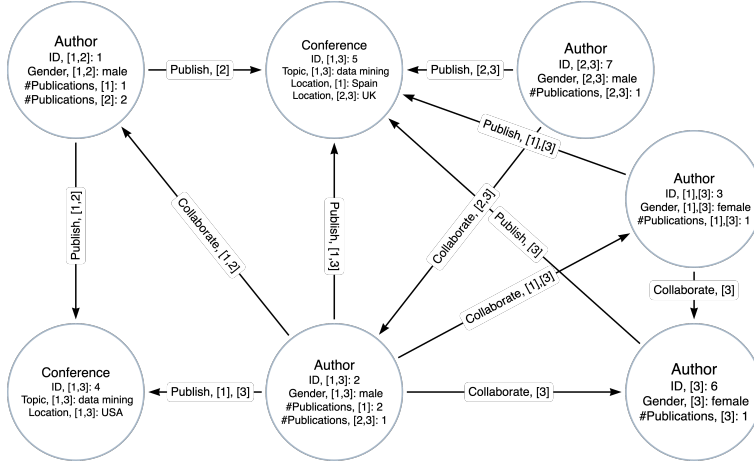 Author
ID, [1,2]: 1
Gender, [1,2]: male
#Publications, [1]: 1
#Publications, [2]: 2
Publish, [2]
Conference
ID, [1,3]: 5
Topic, [1,3]: data mining
Location, [1]: Spain
Location, [2,3]: UK
Publish, [2,3]
Author
ID, [2,3]: 7
Gender, [2,3]: male
#Publications, [2,3]: 1
Publish, [1],[3]
Author
ID, [1],[3]: 3
Gender, [1],[3]: female
#Publications, [1],[3]: 1
Publish, [1,2]
Collaborate, [1,2]
Publish, [1,3]
Collaborate, [2,3]
Publish, [3]
Collaborate, [1],[3]
Collaborate, [3]
Conference
ID, [1,3]: 4
Topic, [1,3]: data mining
Location, [1,3]: USA
Publish, [1], [3]
Author
ID, [1,3]: 2
Gender, [1,3]: male
#Publications, [1]: 2
#Publications, [2,3]: 1
Collaborate, [3]
Author
ID, [3]: 6
Gender, [3]: female
#Publications, [3]: 1